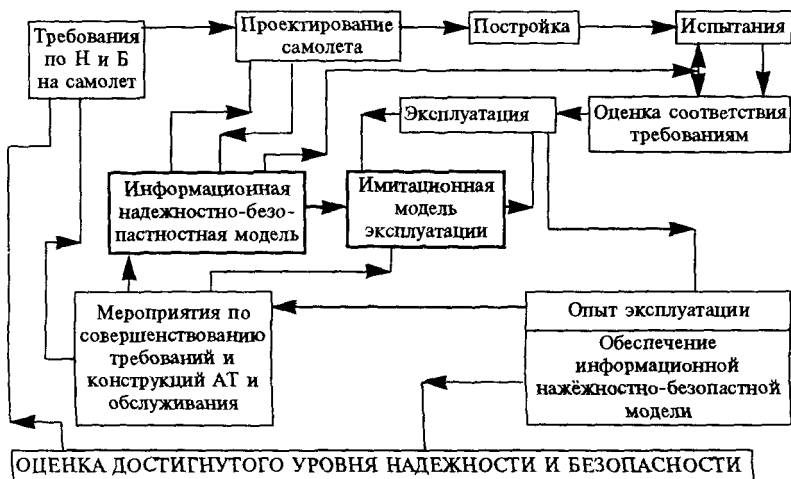 Требования
по Н и Б
на самолет
Проектирование
самолета
Постройка
Испытания
Эксплуатация
Оценка соответствия
требованиям
Информационная
надежностно-безо-
пастностная модель
Имитационная
модель
эксплуатации
Мероприятия по
совершенствованию
требований и
конструкций АТ и
обслуживания
Опыт эксплуатации
Обеспечение
информационной
нажёжностно-безопастной
модели
ОЦЕНКА ДОСТИГНУТОГО УРОВНЯ НАДЕЖНОСТИ И БЕЗОПАСНОСТИ